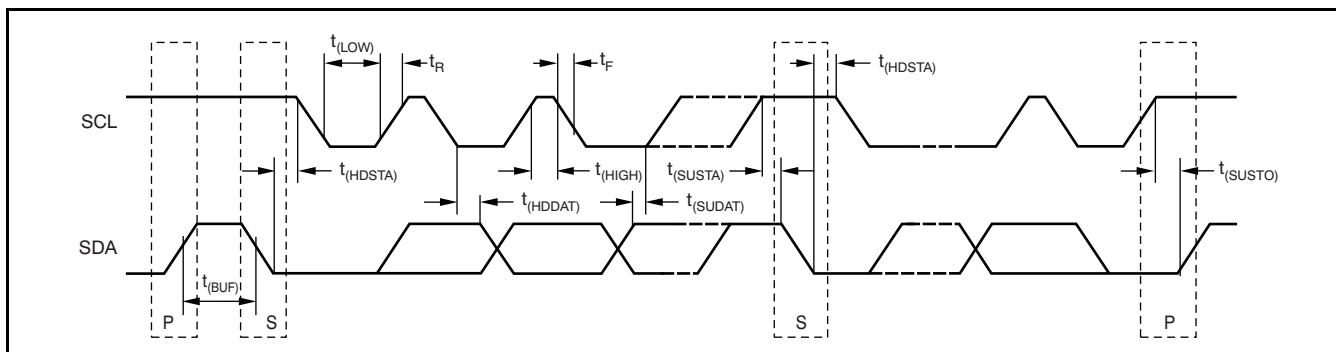 t(LOW)
tR
tF
t(HDSTA)
SCL
t(HDSTA)
t(HIGH)
t(SUSTA)
t(SUSTO)
t(HDDAT)
t(SUDAT)
SDA
t(BUF)
P
S
S
P